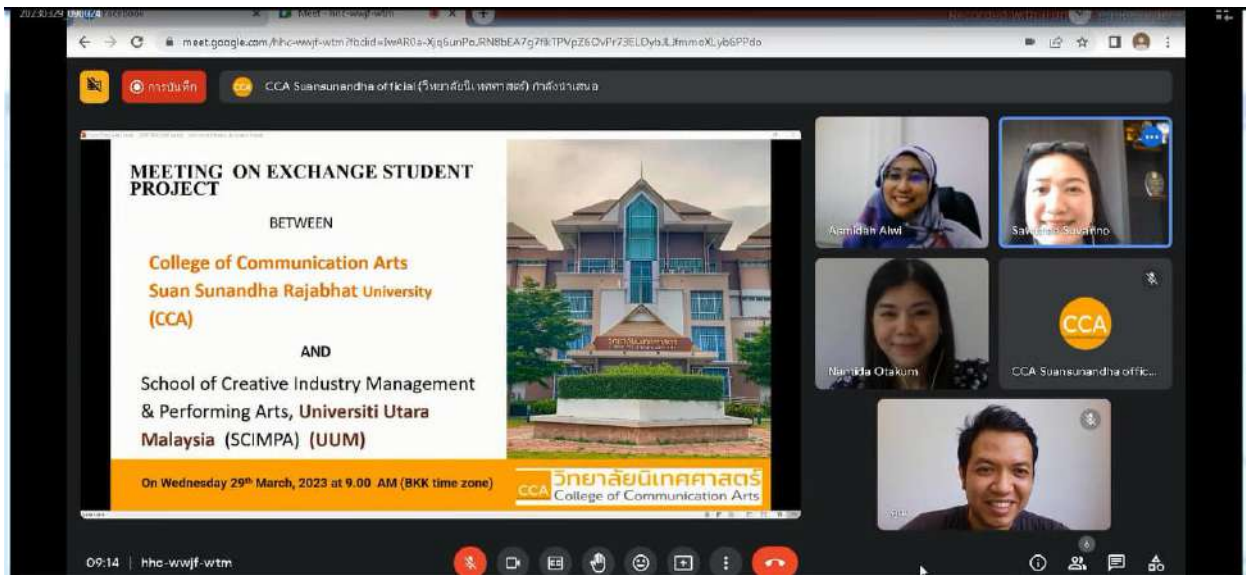 20230329_090024
meet.google.com
การบันทึก
CCA Suansunandha official (วิทยาลัยนิเทศศาสตร์) กำลังนำเสนอ
MEETING ON EXCHANGE STUDENT
PROJECT
BETWEEN
College of Communication Arts
Suan Sunandha Rajabhat University
(CCA)
AND
School of Creative Industry Management
& Performing Arts, Universiti Utara
Malaysia (SCIMPA) (UUM)
On Wednesday 29th March, 2023 at 9.00 AM (BKK time zone)
CCA
วิทยาลัยนิเทศศาสตร์
College of Communication Arts
Asmidah Alwi
Suvanno
Namida Otakum
CCA
CCA Suansunandha offic...
09:14 | hhc-wwjf-wtm
6